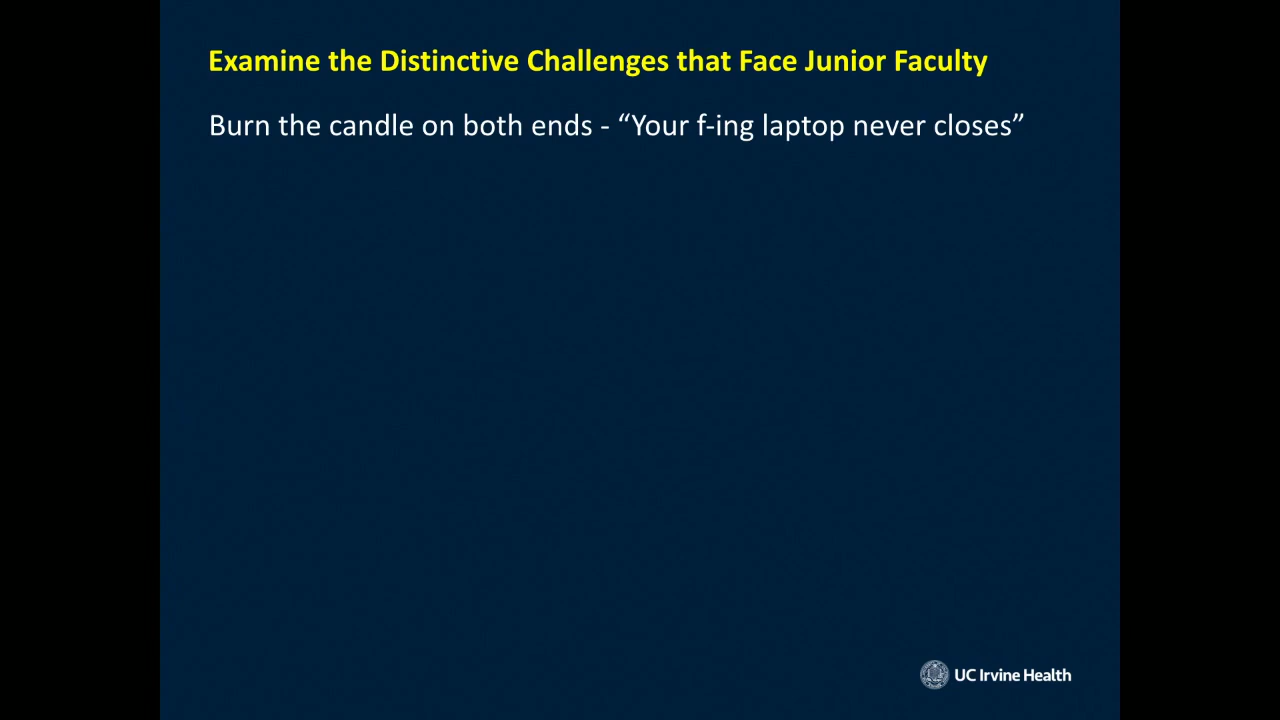 Examine the Distinctive Challenges that Face Junior Faculty
Burn the candle on both ends - “Your f-ing laptop never closes”
UC Irvine Health